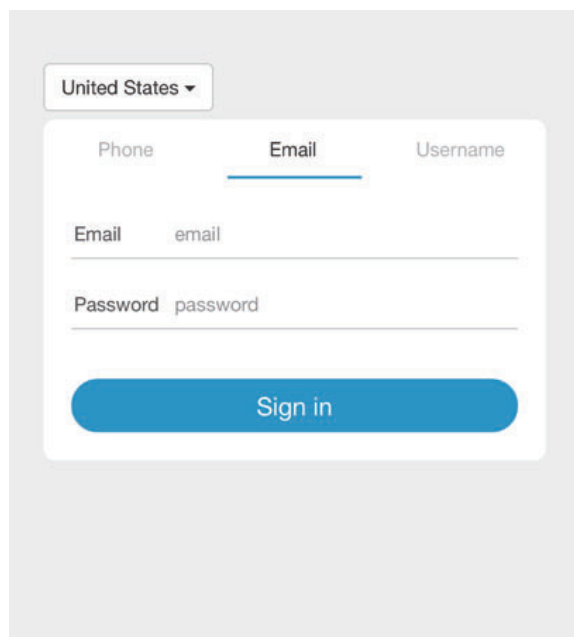 United States
Phone Email Username
Email email
Password password
Sign in